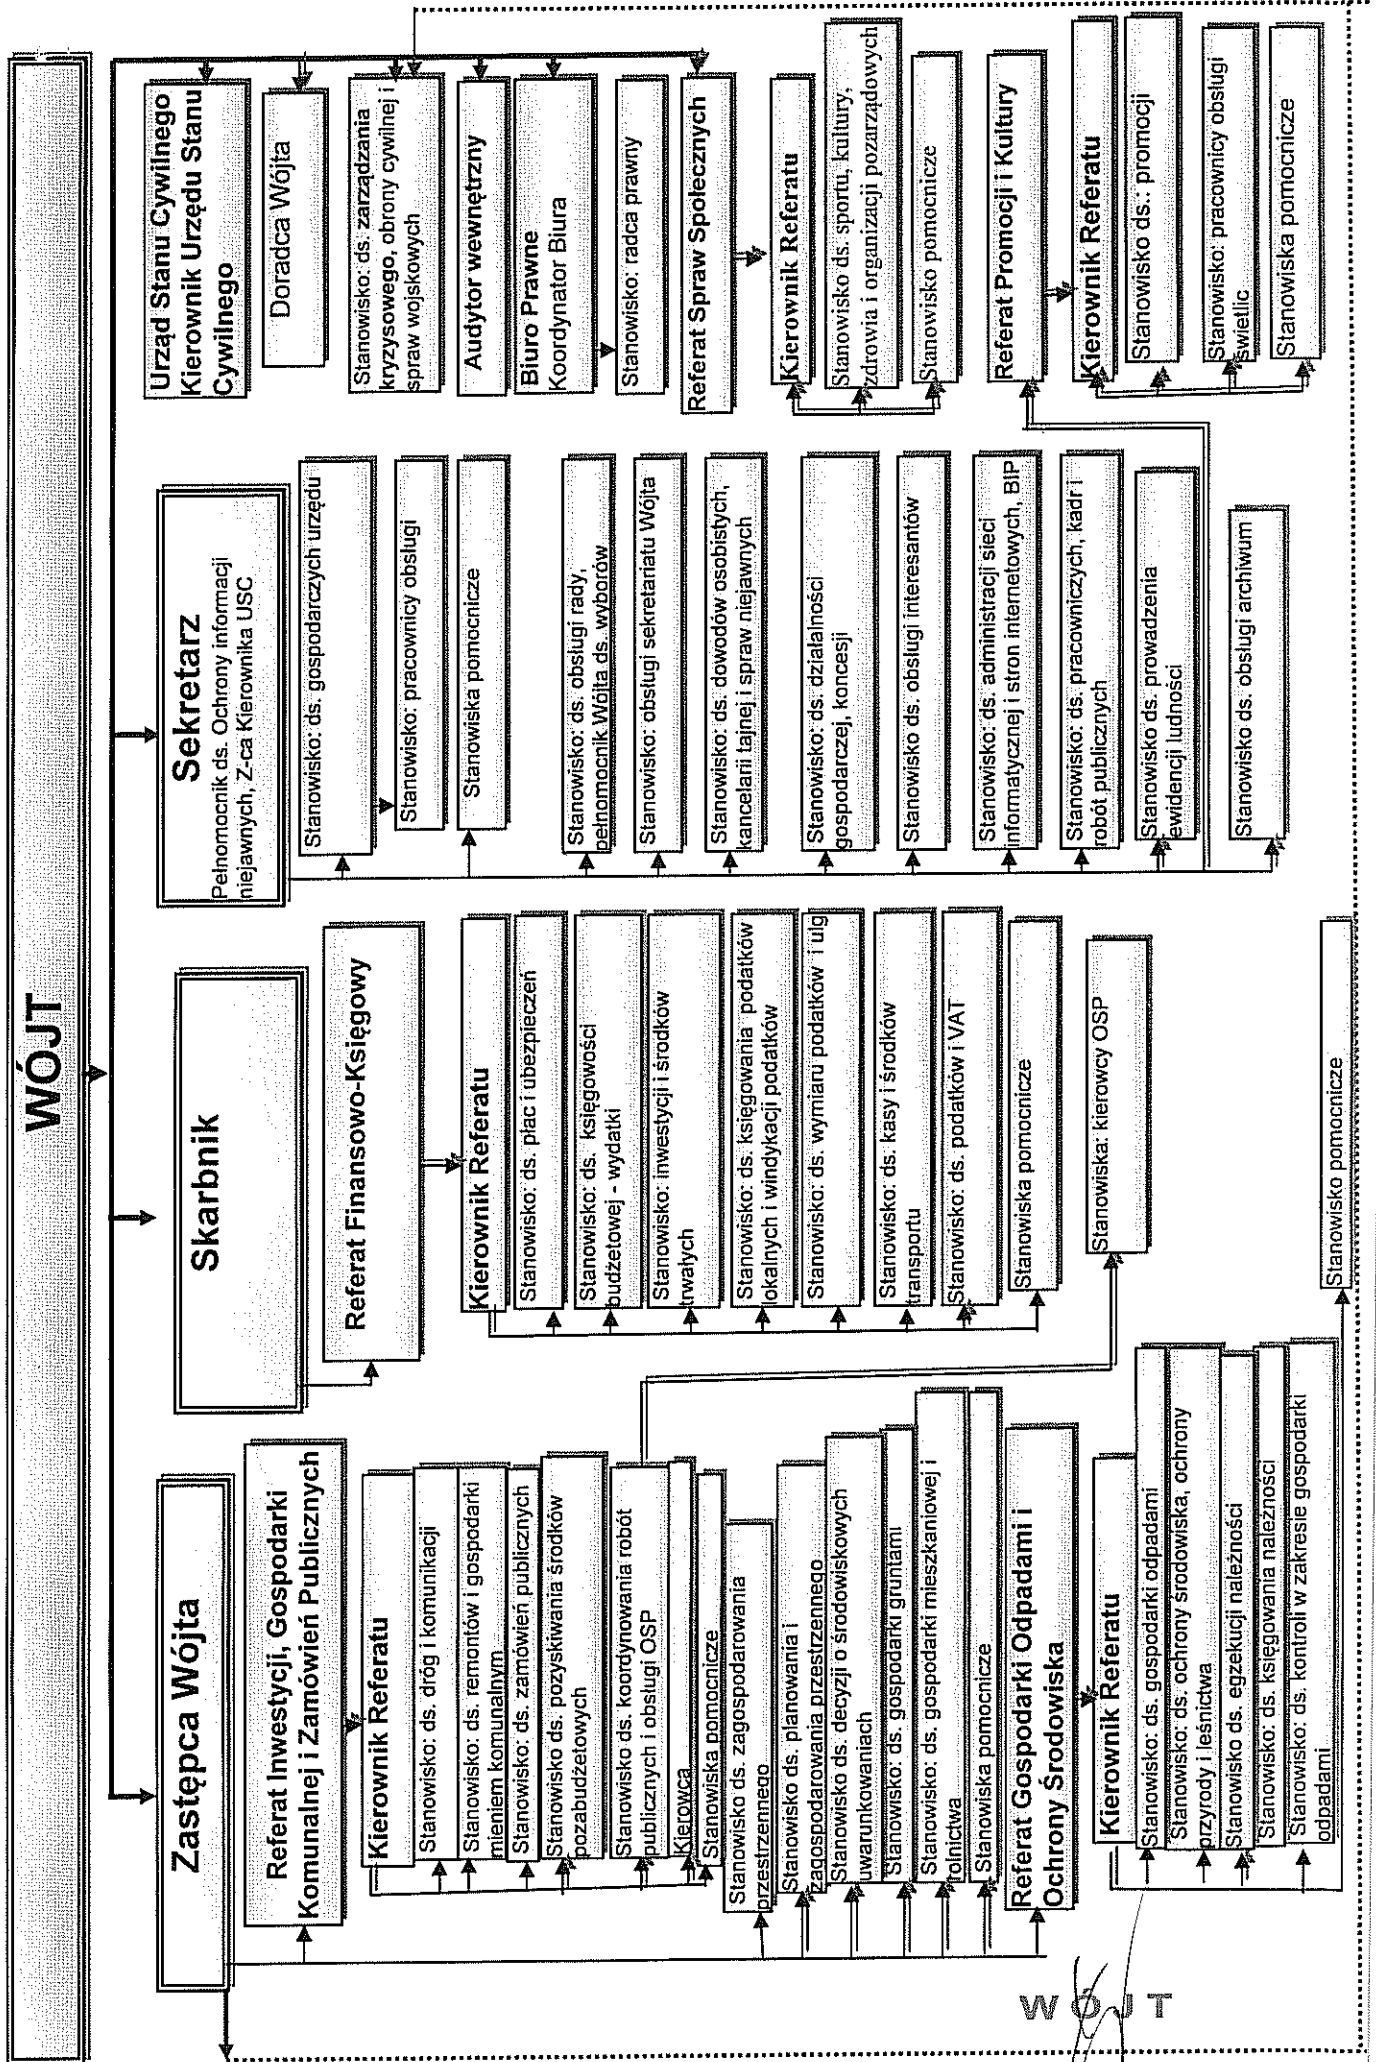 WÓJT
Zastępca Wójta
Referat Inwestycji, Gospodarki
Komunalnej i Zamówień Publicznych
Kierownik Referatu
Stanowisko: ds. dróg i komunikacji
Stanowisko: ds. remontów i gospodarki
mieniem komunalnym
Stanowisko: ds. zamówień publicznych
Stanowisko ds. pozyskiwania środków
pozabudżetowych
Stanowisko ds. koordynowania robót
publicznych i obsługi OSP
Kierowca
Stanowiska pomocnicze
Stanowisko ds. zagospodarowania
przestrzennego
Stanowisko ds. planowania i
zagospodarowania przestrzennego
Stanowisko ds. decyzji o środowiskowych
uwarunkowaniach
Stanowisko: ds. gospodarki gruntami
Stanowisko: ds. gospodarki mieszkaniowej i
rolnictwa
Stanowiska pomocnicze
Referat Gospodarki Odpadami i
Ochrony Środowiska
Kierownik Referatu
Stanowisko: ds. gospodarki odpadami
Stanowisko: ds. ochrony środowiska, ochrony
przyrody i leśnictwa
Stanowisko ds. egzekucji należności
Stanowisko: ds. księgowania należności
Stanowisko: ds. kontroli w zakresie gospodarki
odpadami
Stanowisko pomocnicze
Skarbnik
Referat Finansowo-Księgowy
Kierownik Referatu
Stanowisko: ds. płac i ubezpieczeń
Stanowisko: ds. księgowości
budżetowej - wydatki
Stanowisko: inwestycji i środków
trwałych
Stanowisko: ds. księgowania podatków
lokalnych i windykacji podatków
Stanowisko: ds. wymiaru podatków i ulg
Stanowisko: ds. kasy i środków
transportu
Stanowisko: ds. podatków i VAT
Stanowiska pomocnicze
Stanowiska: kierowcy OSP
Sekretarz
Pełnomocnik ds. Ochrony informacji
niejawnych, Z-ca Kierownika USC
Stanowisko: ds. gospodarczych urzędu
Stanowisko: pracownicy obsługi
Stanowiska pomocnicze
Stanowisko: ds. obsługi rady,
pełnomocnik Wójta ds. wyborów
Stanowisko: obsługi sekretariatu Wójta
Stanowisko: ds. dowodów osobistych,
kancelarii tajnej i spraw niejawnych
Stanowisko: ds. działalności
gospodarczej, koncesji
Stanowisko ds. obsługi interesantów
Stanowisko: ds. administracji sieci
informatycznej i stron internetowych, BIP
Stanowisko: ds. pracowniczych, kadr i
robót publicznych
Stanowisko ds. prowadzenia
ewidencji ludności
Stanowisko ds. obsługi archiwum
Urząd Stanu Cywilnego
Kierownik Urzędu Stanu
Cywilnego
Doradca Wójta
Stanowisko: ds. zarządzania
kryzysowego, obrony cywilnej i
spraw wojskowych
Audytor wewnętrzny
Biuro Prawne
Koordynator Biura
Stanowisko: radca prawny
Referat Spraw Społecznych
Kierownik Referatu
Stanowisko ds. sportu, kultury,
zdrowia i organizacji pozarządowych
Stanowisko pomocnicze
Referat Promocji i Kultury
Kierownik Referatu
Stanowisko ds.: promocji
Stanowisko: pracownicy obsługi
świetlic
Stanowiska pomocnicze
WÓJT